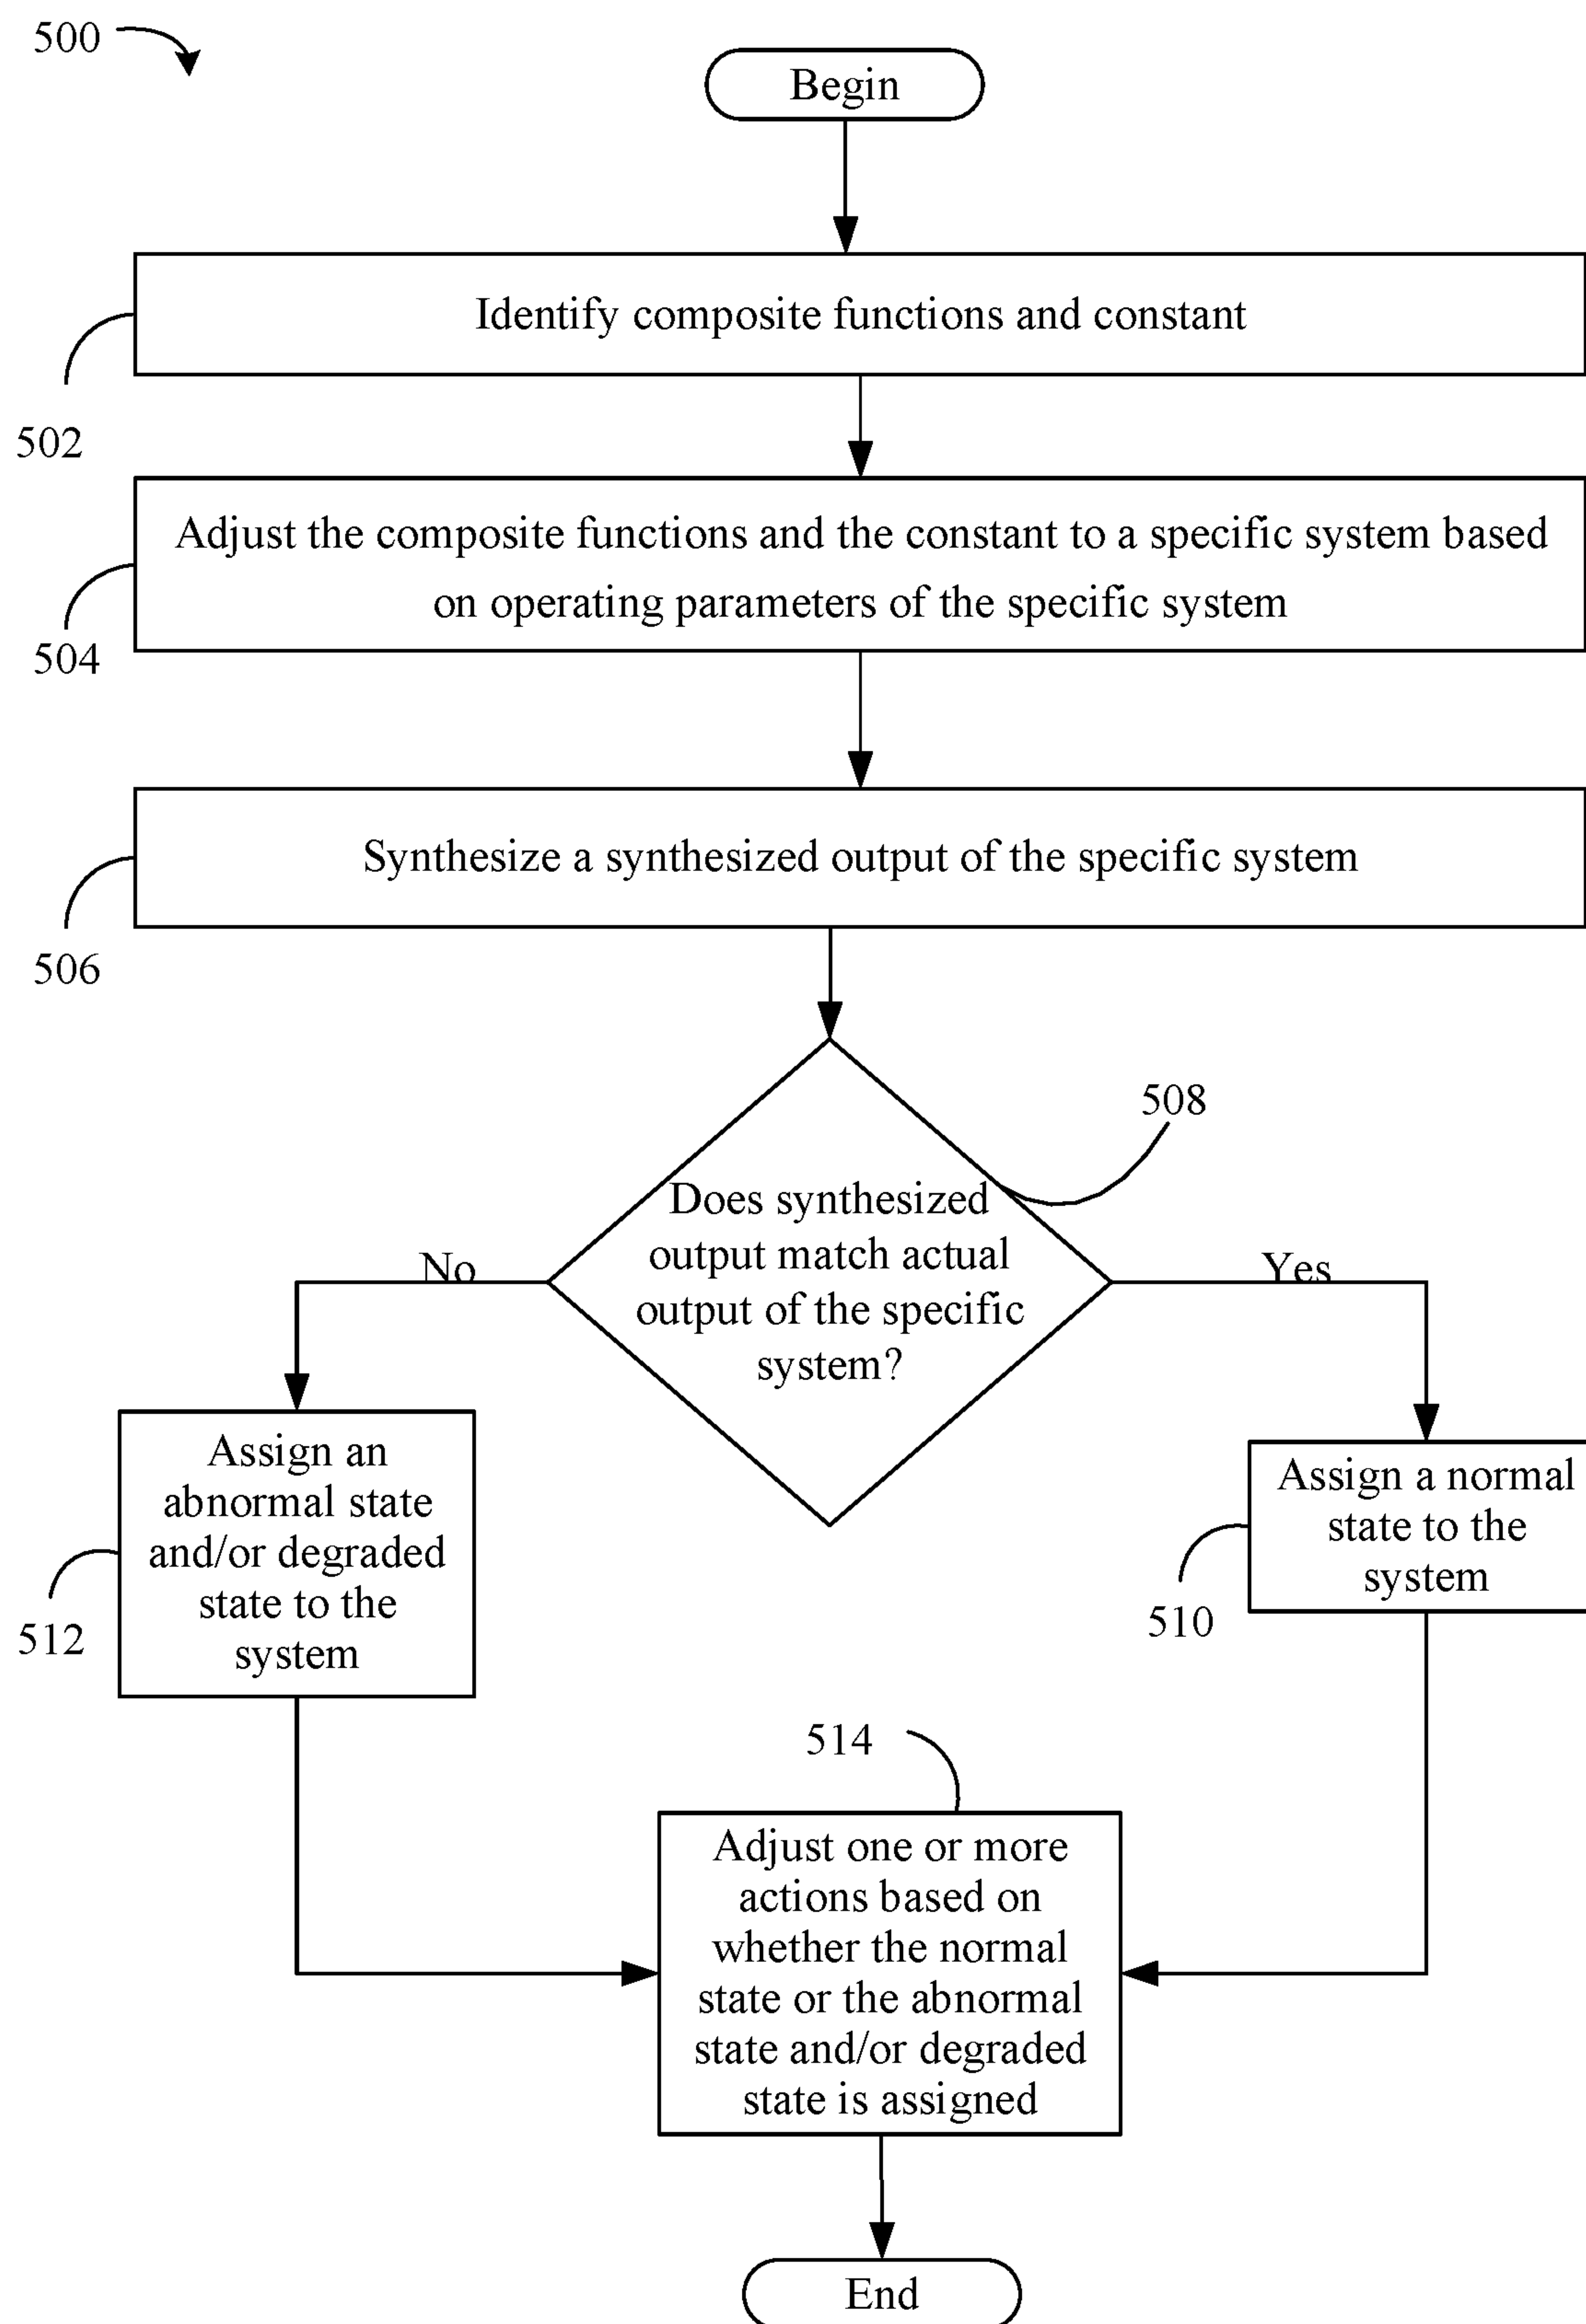 500
Begin
Identify composite functions and constant
502
Adjust the composite functions and the constant to a specific system based
on operating parameters of the specific system
504
Synthesize a synthesized output of the specific system
506
508
Does synthesized
output match actual
output of the specific
system?
No
Yes
Assign an
abnormal state
and/or degraded
state to the
system
512
Assign a normal
state to the
system
510
514
Adjust one or more
actions based on
whether the normal
state or the abnormal
state and/or degraded
state is assigned
End